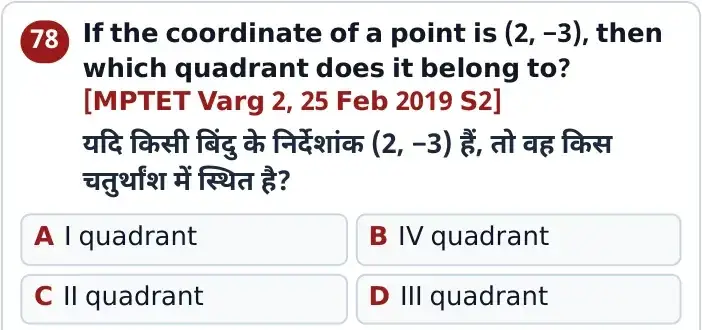 78 If the coordinate of a point is (2, −3), then
which quadrant does it belong to?
[MPTET Varg 2, 25 Feb 2019 S2]
यदि किसी बिंदु के निर्देशांक (2, −3) हैं, तो वह किस
चतुर्थांश में स्थित है?
A I quadrant
B IV quadrant
C II quadrant
D III quadrant